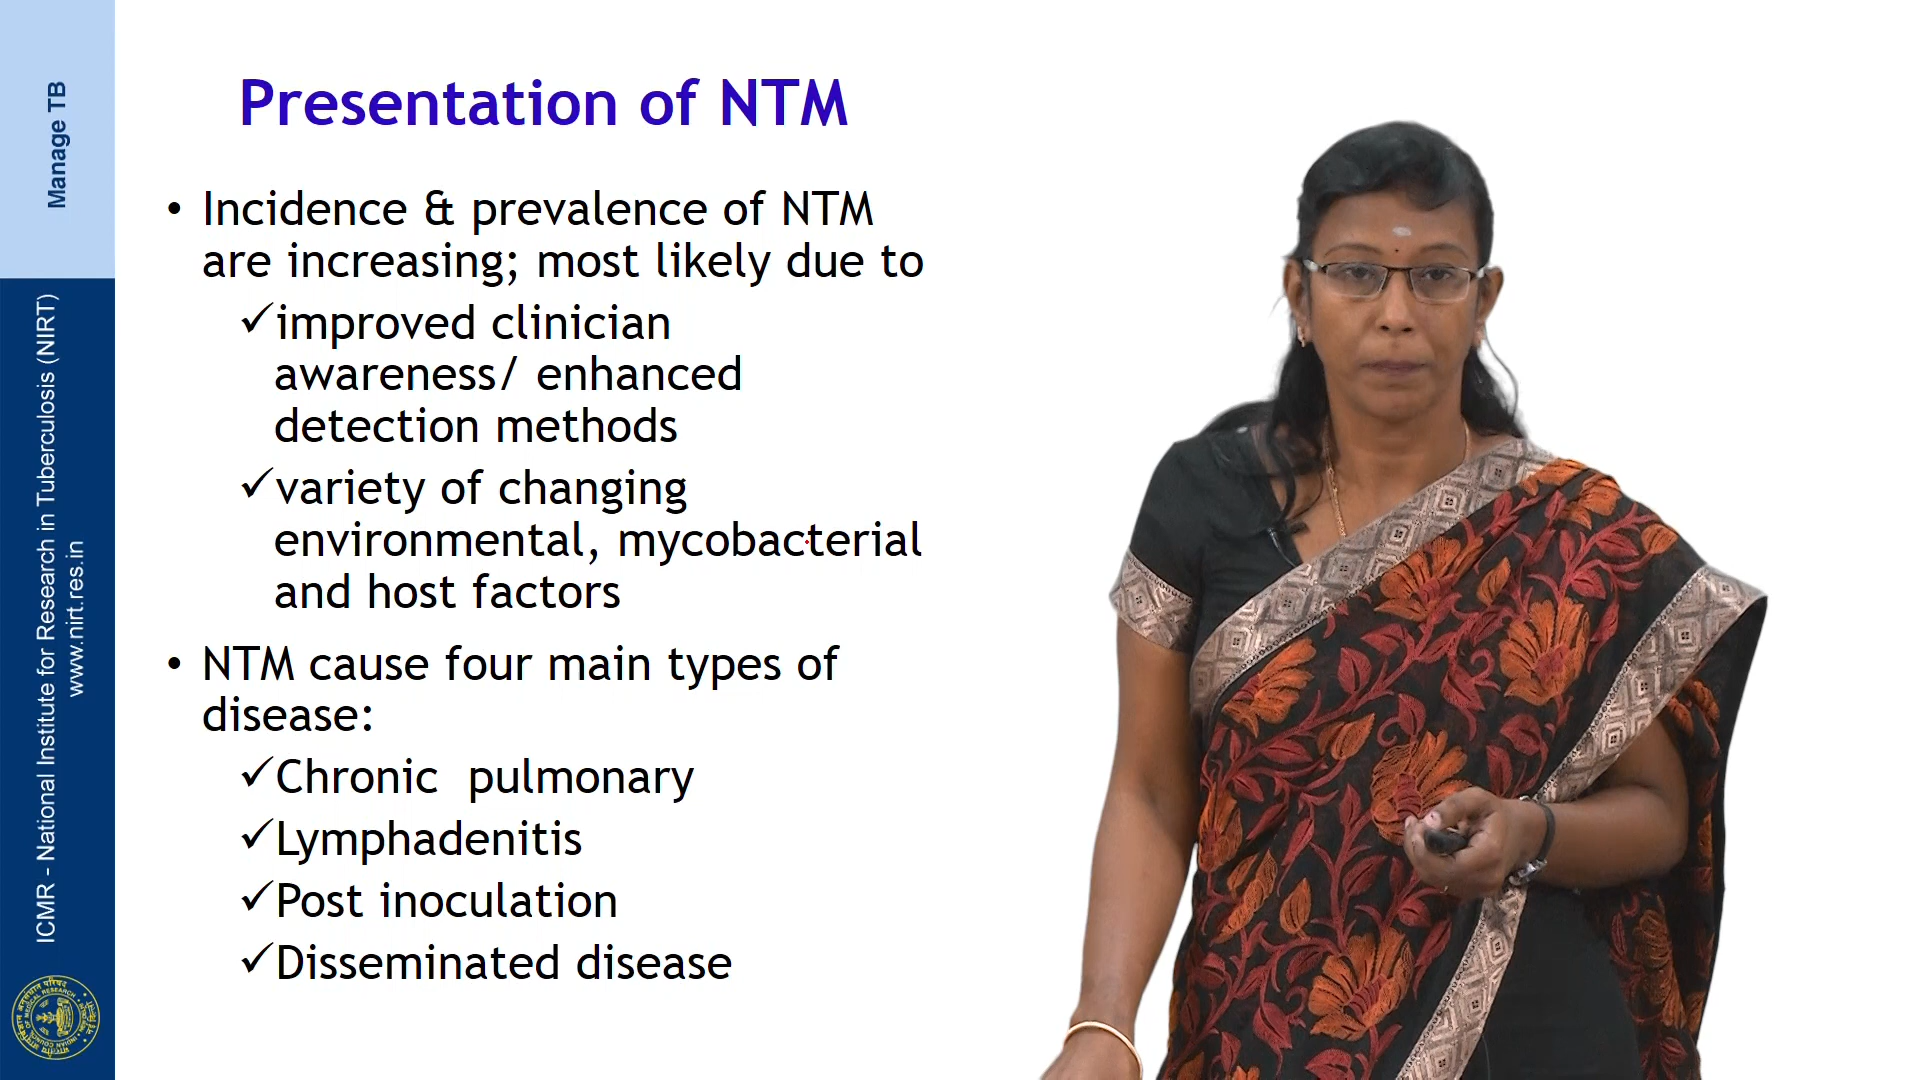 Manage TB
ICMR - National Institute for Research in Tuberculosis (NIRT)
www.nirt.res.in
Presentation of NTM
• Incidence & prevalence of NTM
are increasing; most likely due to
✓improved clinician
awareness/ enhanced
detection methods
✓variety of changing
environmental, mycobacterial
and host factors
• NTM cause four main types of
disease:
✓Chronic  pulmonary
✓Lymphadenitis
✓Post inoculation
✓Disseminated disease